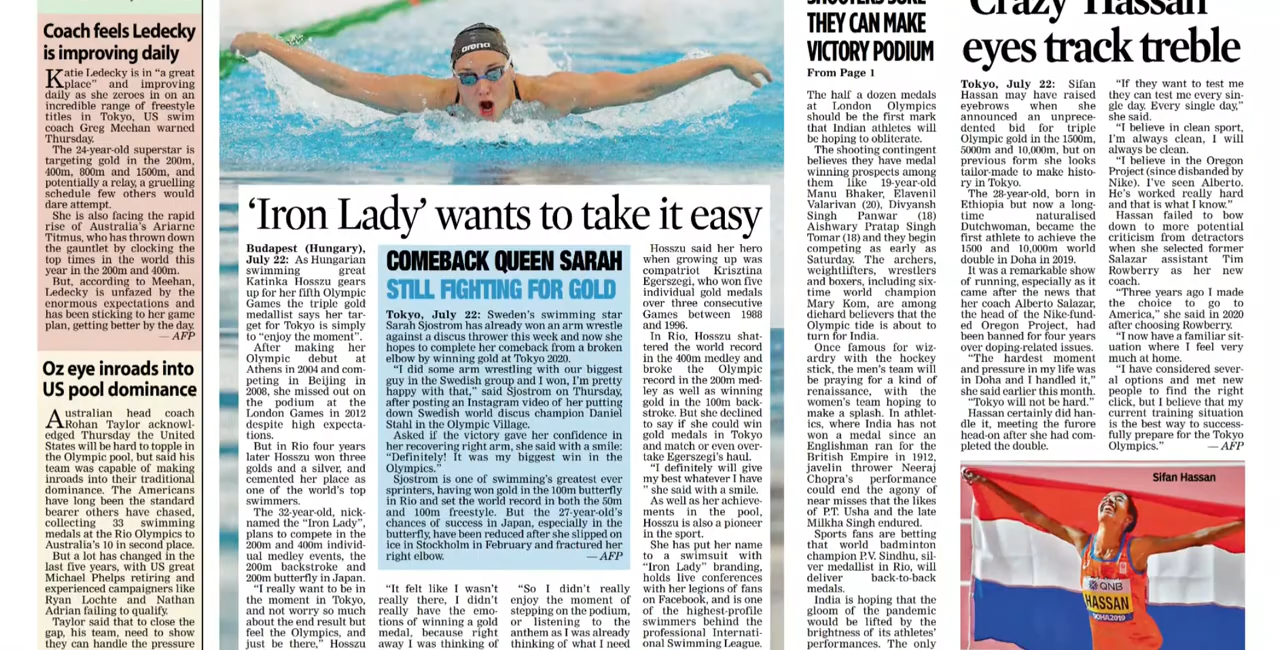 Coach feels Ledecky
is improving daily
Katie Ledecky is in “a great
place” and improving
daily as she zeroes in on an
incredible range of freestyle
titles in Tokyo, US swim
coach Greg Meehan warned
Thursday.
The 24-year-old superstar is
targeting gold in the 200m,
400m, 800m and 1500m, and
potentially a relay, a gruelling
schedule few others would
dare attempt.
She is also facing the rapid
rise of Australia's Ariarne
Titmus, who has thrown down
the gauntlet by clocking the
top times in the world this
year in the 200m and 400m.
But, according to Meehan,
Ledecky is unfazed by the
enormous expectations and
has been sticking to her game
plan, getting better by the day.
— AFP
Oz eye inroads into
US pool dominance
Australian head coach
Rohan Taylor acknowl-
edged Thursday the United
States will be hard to topple in
the Olympic pool, but said his
team was capable of making
inroads into their traditional
dominance. The Americans
have long been the standard
bearer others have chased,
collecting 33 swimming
medals at the Rio Olympics to
Australia's 10 in second place.
But a lot has changed in the
last five years, with US great
Michael Phelps retiring and
experienced campaigners like
Ryan Lochte and Nathan
Adrian failing to qualify.
Taylor said that to close the
gap, his team, need to show
they can handle the pressure
arena
‘Iron Lady’ wants to take it easy
Budapest (Hungary),
July 22: As Hungarian
swimming great
Katinka Hosszu gears
up for her fifth Olympic
Games the triple gold
medallist says her tar-
get for Tokyo is simply
to “enjoy the moment”.
After making her
Olympic debut at
Athens in 2004 and com-
peting in Beijing in
2008, she missed out on
the podium at the
London Games in 2012
despite high expecta-
tions.
But in Rio four years
later Hosszu won three
golds and a silver, and
cemented her place as
one of the world's top
swimmers.
The 32-year-old, nick-
named the “Iron Lady”,
plans to compete in the
200m and 400m individ-
ual medley events, the
200m backstroke and
200m butterfly in Japan.
“I really want to be in
the moment in Tokyo,
and not worry so much
about the end result but
feel the Olympics, and
just be there,” Hosszu
COMEBACK QUEEN SARAH
STILL FIGHTING FOR GOLD
Tokyo, July 22: Sweden's swimming star
Sarah Sjostrom has already won an arm wrestle
against a discus thrower this week and now she
hopes to complete her comeback from a broken
elbow by winning gold at Tokyo 2020.
“I did some arm wrestling with our biggest
guy in the Swedish group and I won, I'm pretty
happy with that,” said Sjostrom on Thursday,
after posting an Instagram video of her putting
down Swedish world discus champion Daniel
Stahl in the Olympic Village.
Asked if the victory gave her confidence in
her recovering right arm, she said with a smile:
“Definitely! It was my biggest win in the
Olympics.”
Sjostrom is one of swimming's greatest ever
sprinters, having won gold in the 100m butterfly
in Rio and set the world record in both the 50m
and 100m freestyle. But the 27-year-old's
chances of success in Japan, especially in the
butterfly, have been reduced after she slipped on
ice in Stockholm in February and fractured her
right elbow. — AFP
“It felt like I wasn't
really there, I didn't
really have the emo-
tions of winning a gold
medal, because right
away I was thinking of
“So I didn't really
enjoy the moment of
stepping on the podium,
or listening to the
anthem as I was already
thinking of what I need
Hosszu said her hero
when growing up was
compatriot Krisztina
Egerszegi, who won five
individual gold medals
over three consecutive
Games between 1988
and 1996.
In Rio, Hosszu shat-
tered the world record
in the 400m medley and
broke the Olympic
record in the 200m med-
ley as well as winning
gold in the 100m back-
stroke. But she declined
to say if she could win
gold medals in Tokyo
and match or even over-
take Egerszegi's haul.
“I definitely will give
my best whatever I have
” she said with a smile.
As well as her achieve-
ments in the pool,
Hosszu is also a pioneer
in the sport.
She has put her name
to a swimsuit with
“Iron Lady” branding,
holds live conferences
with her legions of fans
on Facebook, and is one
of the highest-profile
swimmers behind the
professional Internati-
onal Swimming League.
SHOOTERS SURE
THEY CAN MAKE
VICTORY PODIUM
From Page 1
The half a dozen medals
at London Olympics
should be the first mark
that Indian athletes will
be hoping to obliterate.
The shooting contingent
believes they have medal
winning prospects among
them like 19-year-old
Manu Bhaker, Elavenil
Valarivan (20), Divyansh
Singh Panwar (18)
Aishwary Pratap Singh
Tomar (18) and they begin
competing as early as
Saturday. The archers,
weightlifters, wrestlers
and boxers, including six-
time world champion
Mary Kom, are among
diehard believers that the
Olympic tide is about to
turn for India.
Once famous for wiz-
ardry with the hockey
stick, the men's team will
be praying for a kind of
renaissance, with the
women's team hoping to
make a splash. In athlet-
ics, where India has not
won a medal since an
Englishman ran for the
British Empire in 1912,
javelin thrower Neeraj
Chopra's performance
could end the agony of
near misses that the likes
of P.T. Usha and the late
Milkha Singh endured.
Sports fans are betting
that world badminton
champion P.V. Sindhu, sil-
ver medallist in Rio, will
deliver back-to-back
medals.
India is hoping that the
gloom of the pandemic
would be lifted by the
brightness of its athletes'
performances. The only
‘Crazy’ Hassan
eyes track treble
Tokyo, July 22: Sifan
Hassan may have raised
eyebrows when she
announced an unprece-
dented bid for triple
Olympic gold in the 1500m,
5000m and 10,000m, but on
previous form she looks
tailor-made to make histo-
ry in Tokyo.
The 28-year-old, born in
Ethiopia but now a long-
time naturalised
Dutchwoman, became the
first athlete to achieve the
1500 and 10,000m world
double in Doha in 2019.
It was a remarkable show
of running, especially as it
came after the news that
her coach Alberto Salazar,
the head of the Nike-fund-
ed Oregon Project, had
been banned for four years
over doping-related issues.
“The hardest moment
and pressure in my life was
in Doha and I handled it,”
she said earlier this month.
“Tokyo will not be hard.”
Hassan certainly did han-
dle it, meeting the furore
head-on after she had com-
pleted the double.
“If they want to test me
they can test me every sin-
gle day. Every single day,”
she said.
“I believe in clean sport,
I'm always clean, I will
always be clean.
“I believe in the Oregon
Project (since disbanded by
Nike). I've seen Alberto.
He's worked really hard
and that is what I know.”
Hassan failed to bow
down to more potential
criticism from detractors
when she selected former
Salazar assistant Tim
Rowberry as her new
coach.
“Three years ago I made
the choice to go to
America,” she said in 2020
after choosing Rowberry.
“I now have a familiar sit-
uation where I feel very
much at home.
“I have considered sever-
al options and met new
people to find the right
click, but I believe that my
current training situation
is the best way to success-
fully prepare for the Tokyo
Olympics.” — AFP
Sifan Hassan
QNB
HASSAN
DOHA2019